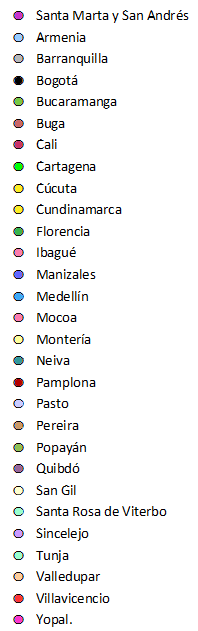 Santa Marta y San Andrés
Armenia
Barranquilla
Bogotá
Bucaramanga
Buga
Cali
Cartagena
Cúcuta
Cundinamarca
Florencia
Ibagué
Manizales
Medellín
Mocoa
Montería
Neiva
Pamplona
Pasto
Pereira
Popayán
Quibdó
San Gil
Santa Rosa de Viterbo
Sincelejo
Tunja
Valledupar
Villavicencio
Yopal.